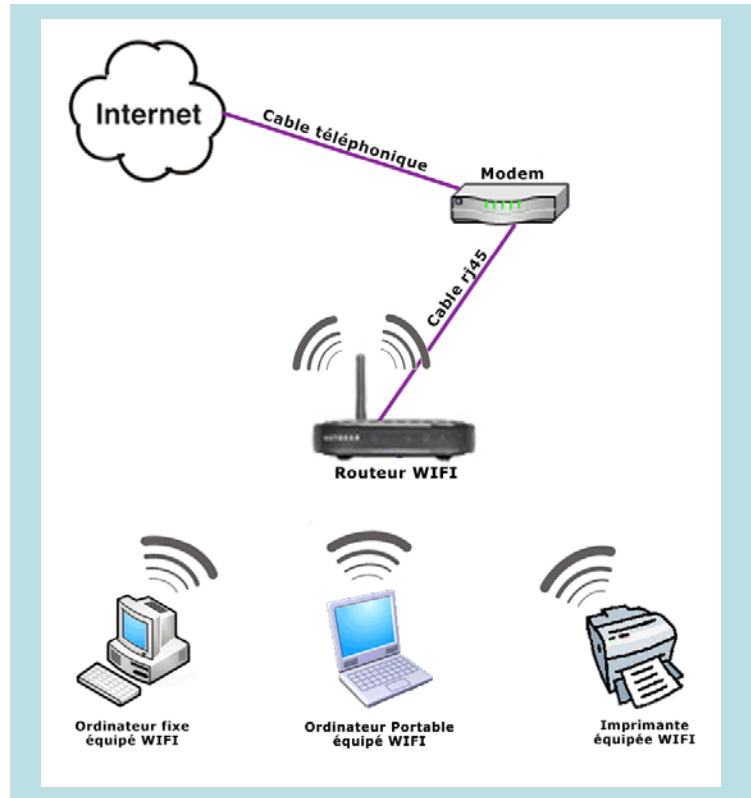 Internet
Cable téléphonique
Modem
Cable rj45
NETGEAR
Routeur WIFI
Ordinateur fixe
équipé WIFI
Ordinateur Portable
équipé WIFI
Imprimante
équipée WIFI